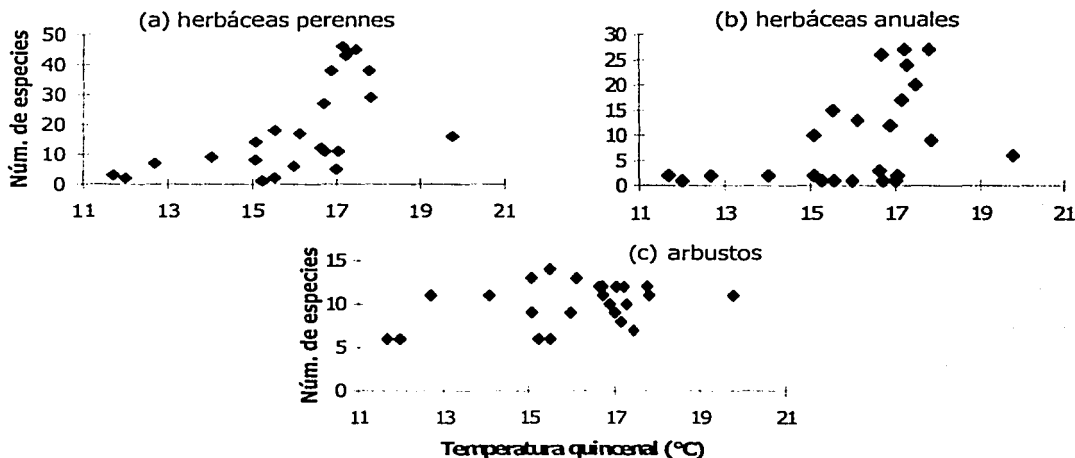 (a) herbáceas perennes
Núm. de especies
50
40
30
20
10
0
11 13 15 17 19 21
(b) herbáceas anuales
30
25
20
15
10
5
0
11 13 15 17 19 21
(c) arbustos
Núm. de especies
15
10
5
0
11 13 15 17 19 21
Temperatura quincenal (°C)